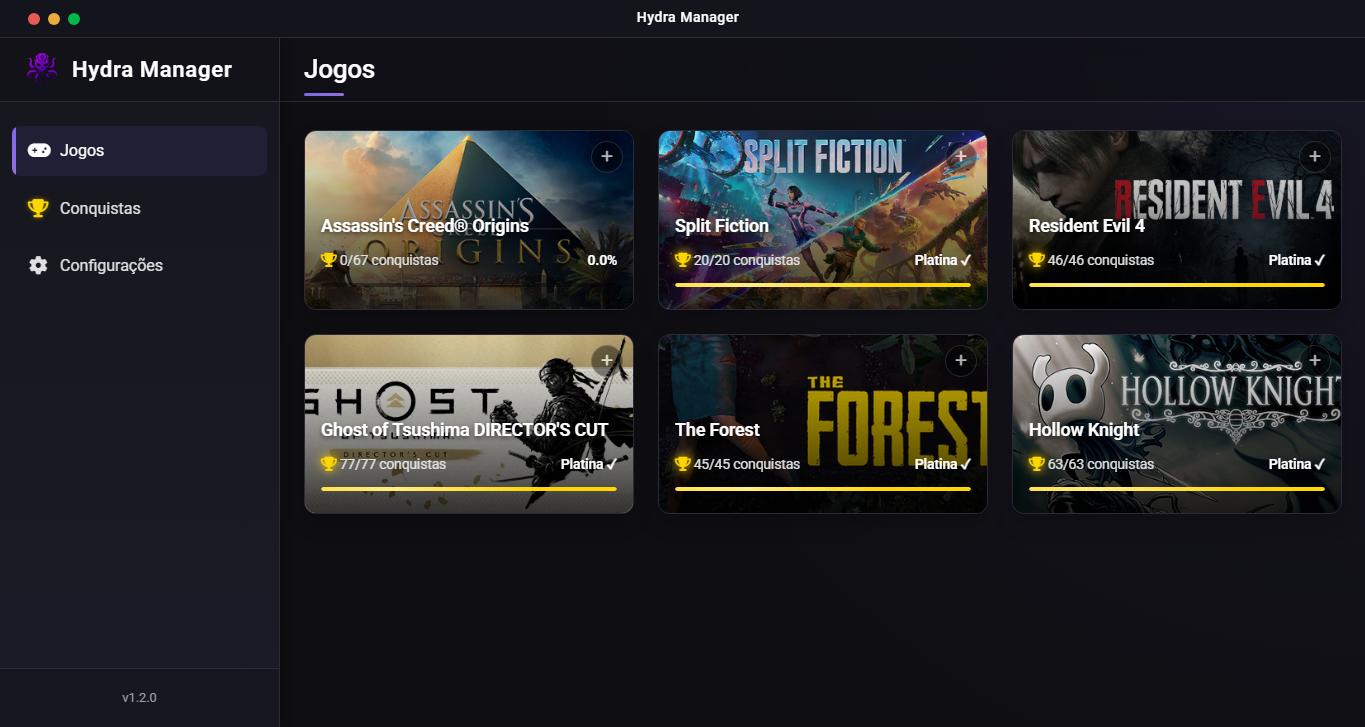 Hydra Manager
Hydra Manager
Jogos
Jogos
Conquistas
Configurações
v1.2.0
+
ASSASSIN'S
CREED
ORIGINS
Assassin's Creed® Origins
0/67 conquistas
0.0%
+
SPLIT FICTION
Split Fiction
20/20 conquistas
Platina ✓
+
RESIDENT EVIL 4
Resident Evil 4
46/46 conquistas
Platina ✓
+
GHOST
OF TSUSHIMA
DIRECTOR'S CUT
Ghost of Tsushima DIRECTOR'S CUT
77/77 conquistas
Platina ✓
+
THE
FOREST
The Forest
45/45 conquistas
Platina ✓
+
HOLLOW KNIGHT
Hollow Knight
63/63 conquistas
Platina ✓